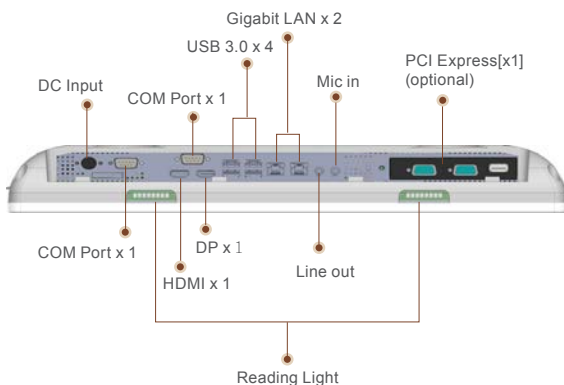 Gigabit LAN x 2
USB 3.0 x 4
PCI Express[x1]
(optional)
DC Input
Mic in
COM Port x 1
COM Port x 1
DP x 1
Line out
HDMI x 1
Reading Light